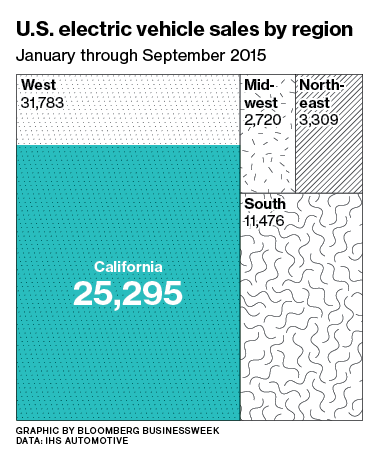 U.S. electric vehicle sales by region
January through September 2015
West
31,783
Mid-
west
2,720
North-
east
3,309
South
11,476
California
25,295
GRAPHIC BY BLOOMBERG BUSINESSWEEK
DATA: IHS AUTOMOTIVE